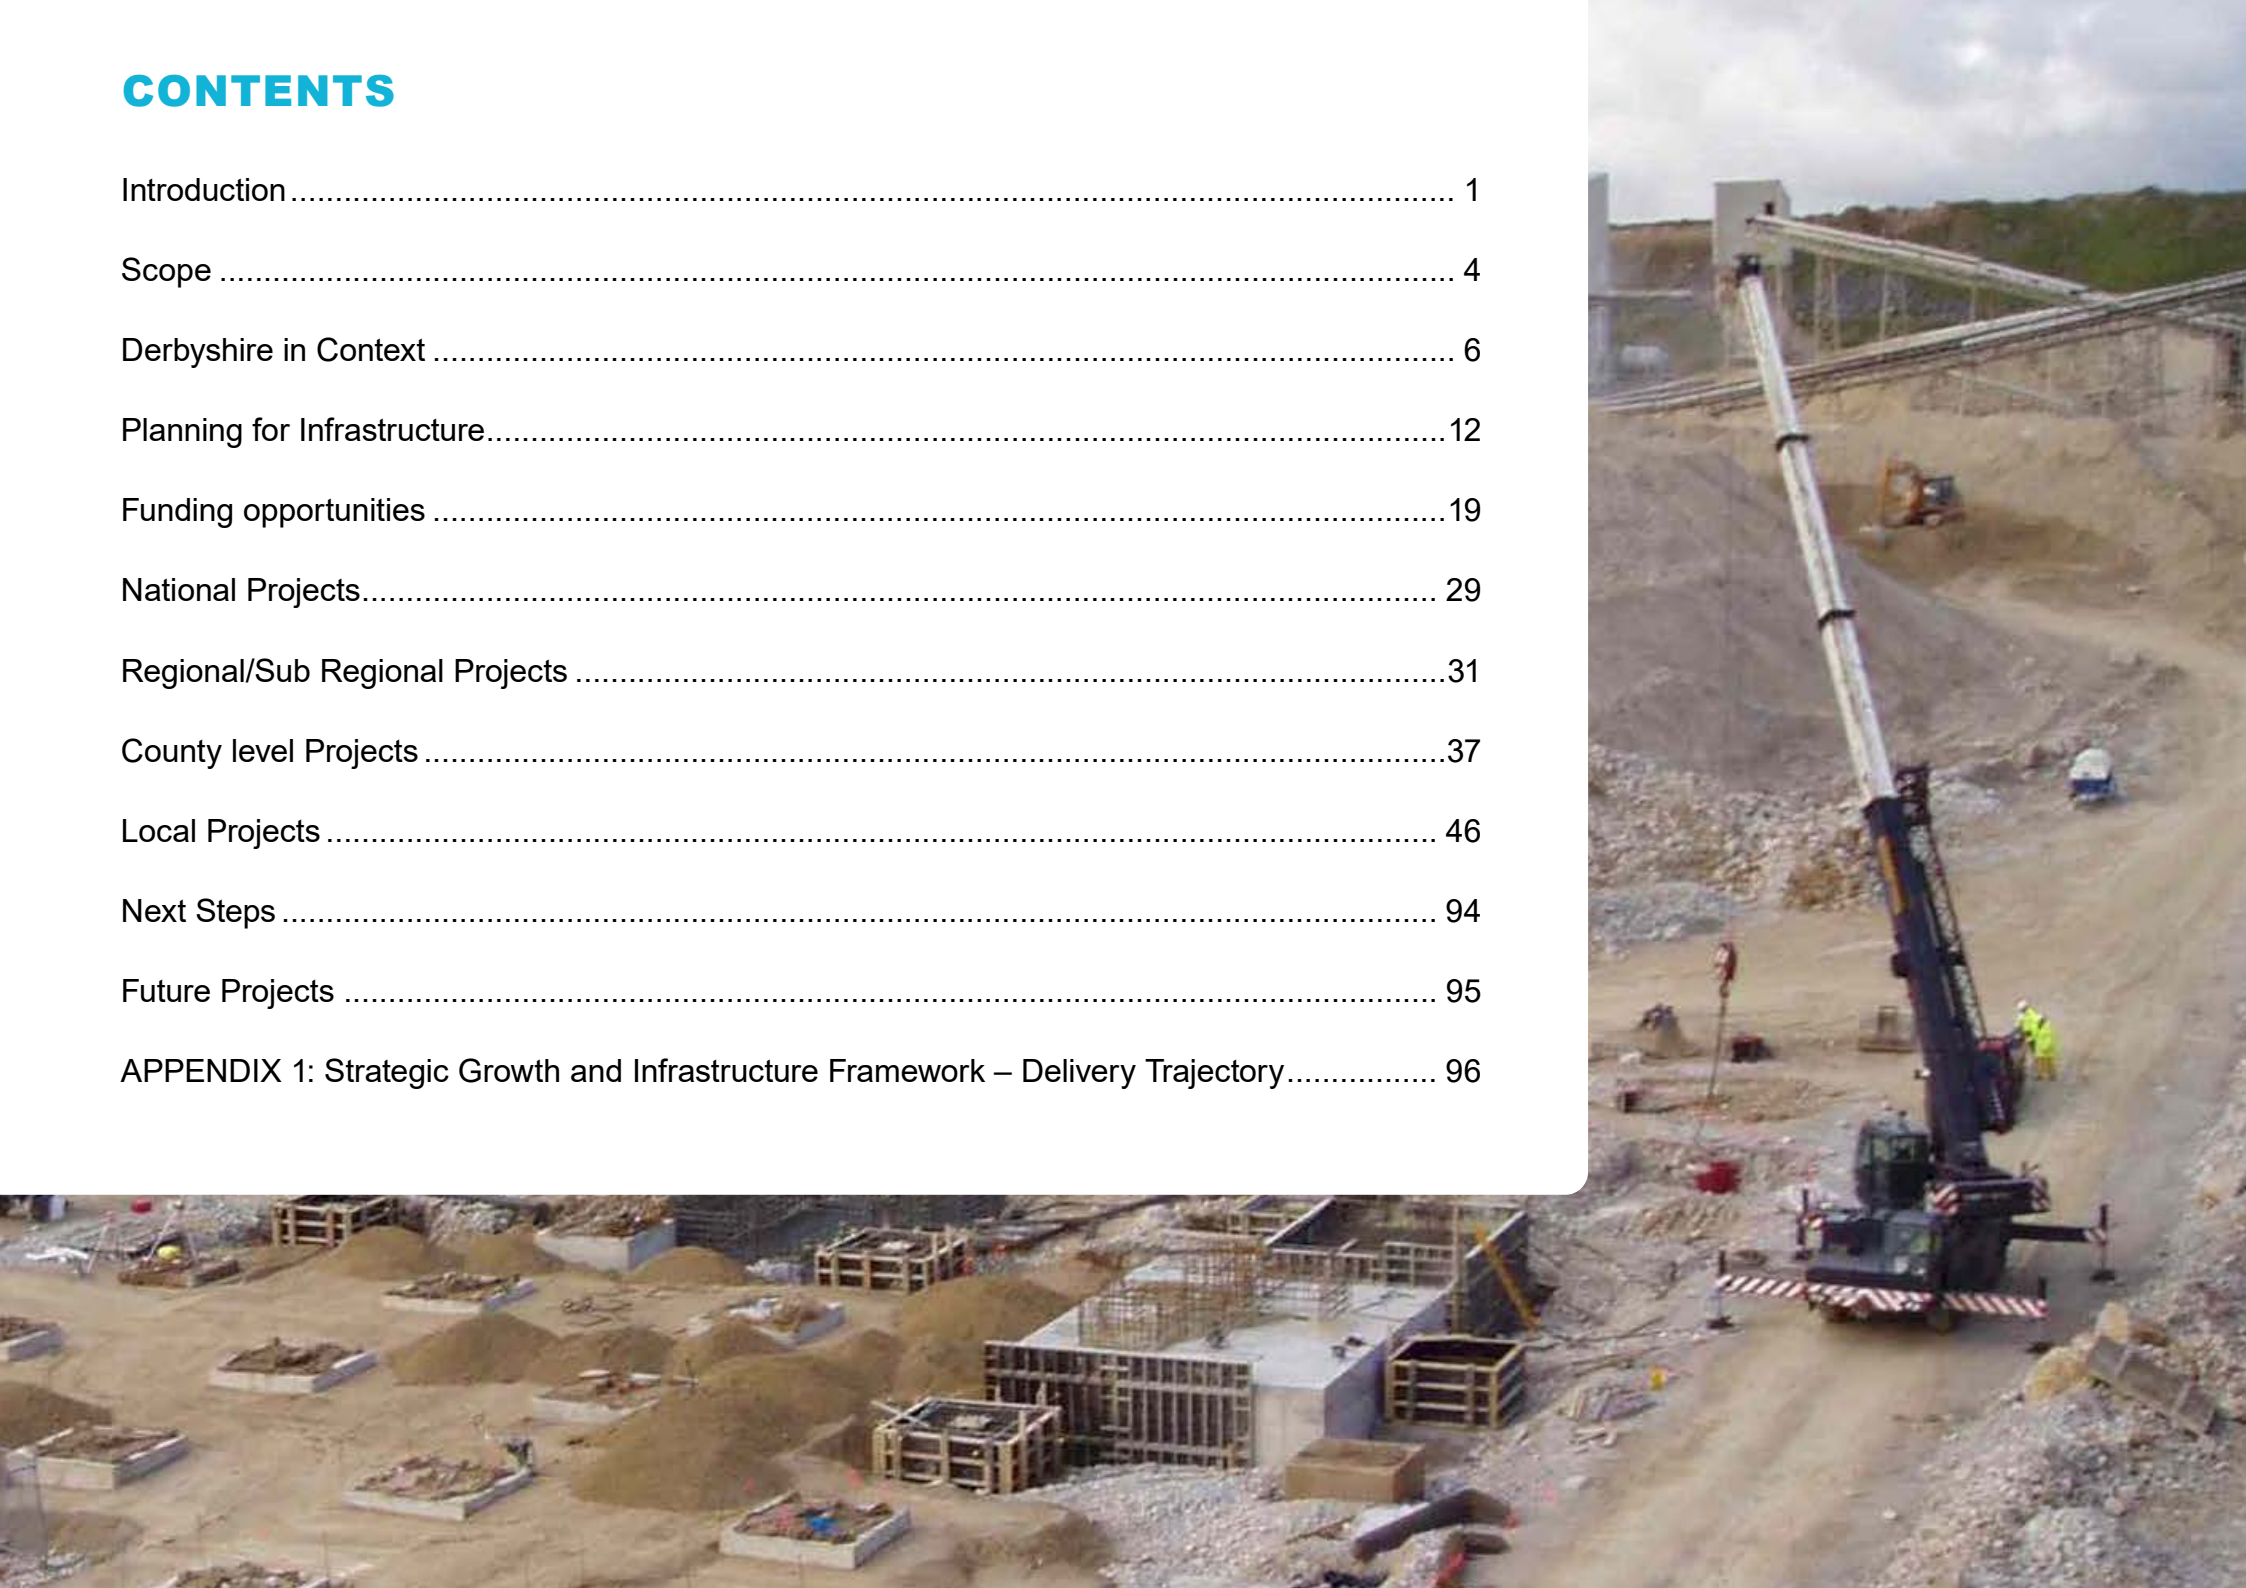 CONTENTS
Introduction ........................................................................................................ 1
Scope ........................................................................................................ 4
Derbyshire in Context ........................................................................................................ 6
Planning for Infrastructure ........................................................................................................ 12
Funding opportunities ........................................................................................................ 19
National Projects ........................................................................................................ 29
Regional/Sub Regional Projects ........................................................................................................ 31
County level Projects ........................................................................................................ 37
Local Projects ........................................................................................................ 46
Next Steps ........................................................................................................ 94
Future Projects ........................................................................................................ 95
APPENDIX 1: Strategic Growth and Infrastructure Framework – Delivery Trajectory ................. 96